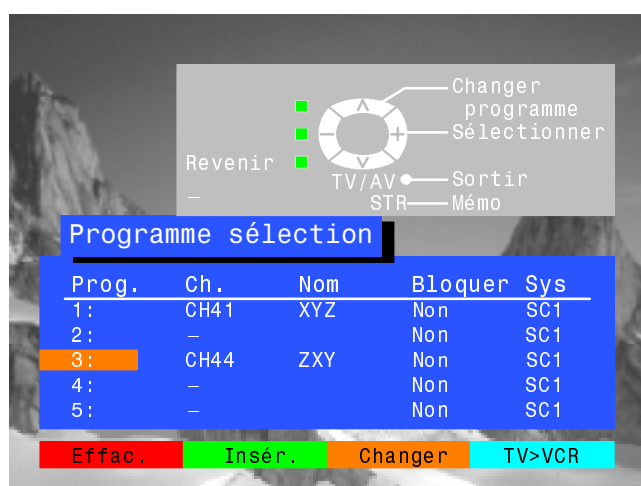 Changer
programme
Sélectionner
Revenir
TV/AV
Sortir
–
STR
Mémo
Programme sélection
Prog. Ch. Nom Bloquer Sys
1: CH41 XYZ Non SC1
2: – Non SC1
3: CH44 ZXY Non SC1
4: – Non SC1
5: – Non SC1
Effac. Insér. Changer TV>VCR